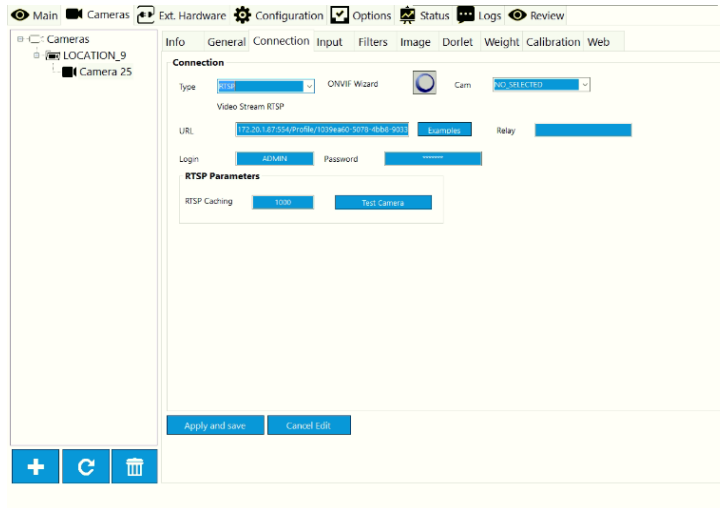 Main Cameras Ext. Hardware Configuration Options Status Logs Review
Cameras
LOCATION_9
Camera 25
Info General Connection Input Filters Image Dorlet Weight Calibration Web
Connection
Type RTSP ONVIF Wizard Cam NO_SELECTED
Video Stream RTSP
URL 172.20.1.87:554/Profile/1039ea60-5078-4bb8-9033 Examples Relay
Login ADMIN Password *******
RTSP Parameters
RTSP Caching 1000 Test Camera
Apply and save Cancel Edit